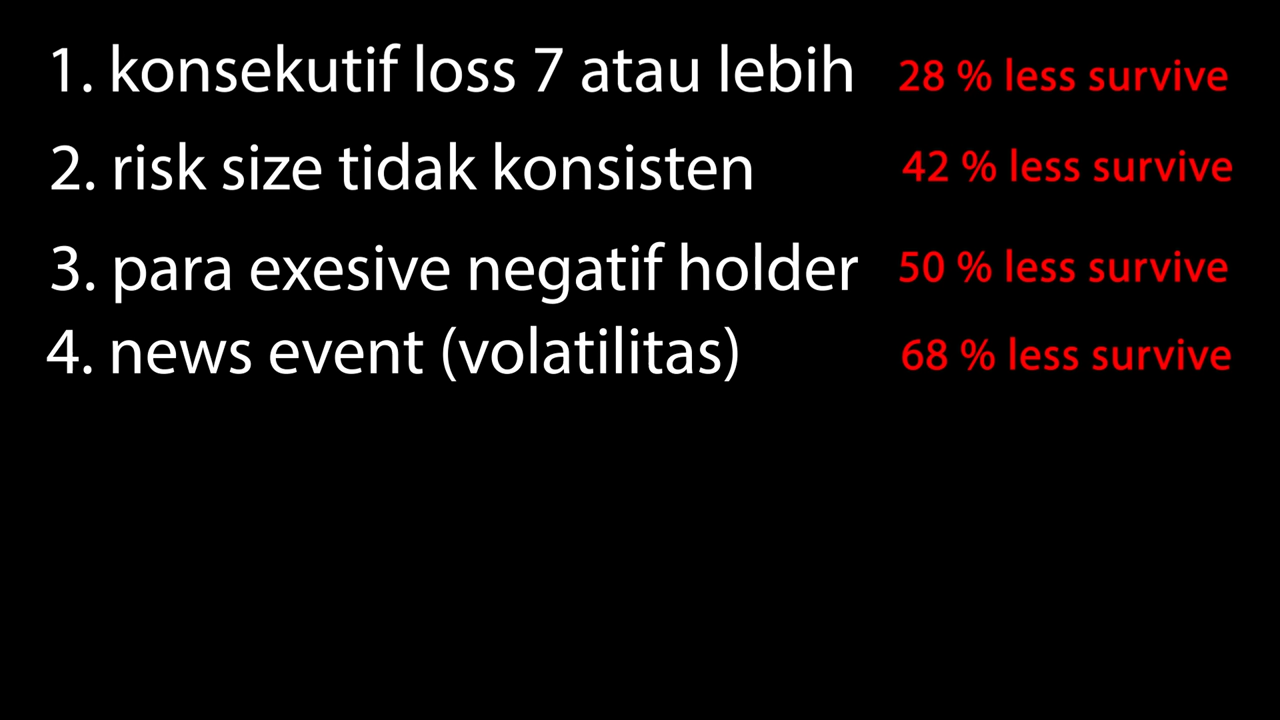 1. konsekutif loss 7 atau lebih 28 % less survive
2. risk size tidak konsisten 42 % less survive
3. para exesive negatif holder 50 % less survive
4. news event (volatilitas) 68 % less survive